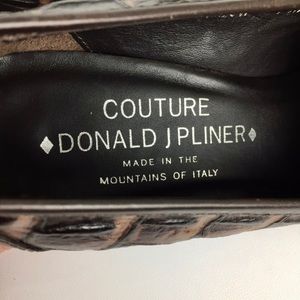 COUTURE
♦DONALD J PLINER♦
MADE IN THE
MOUNTAINS OF ITALY